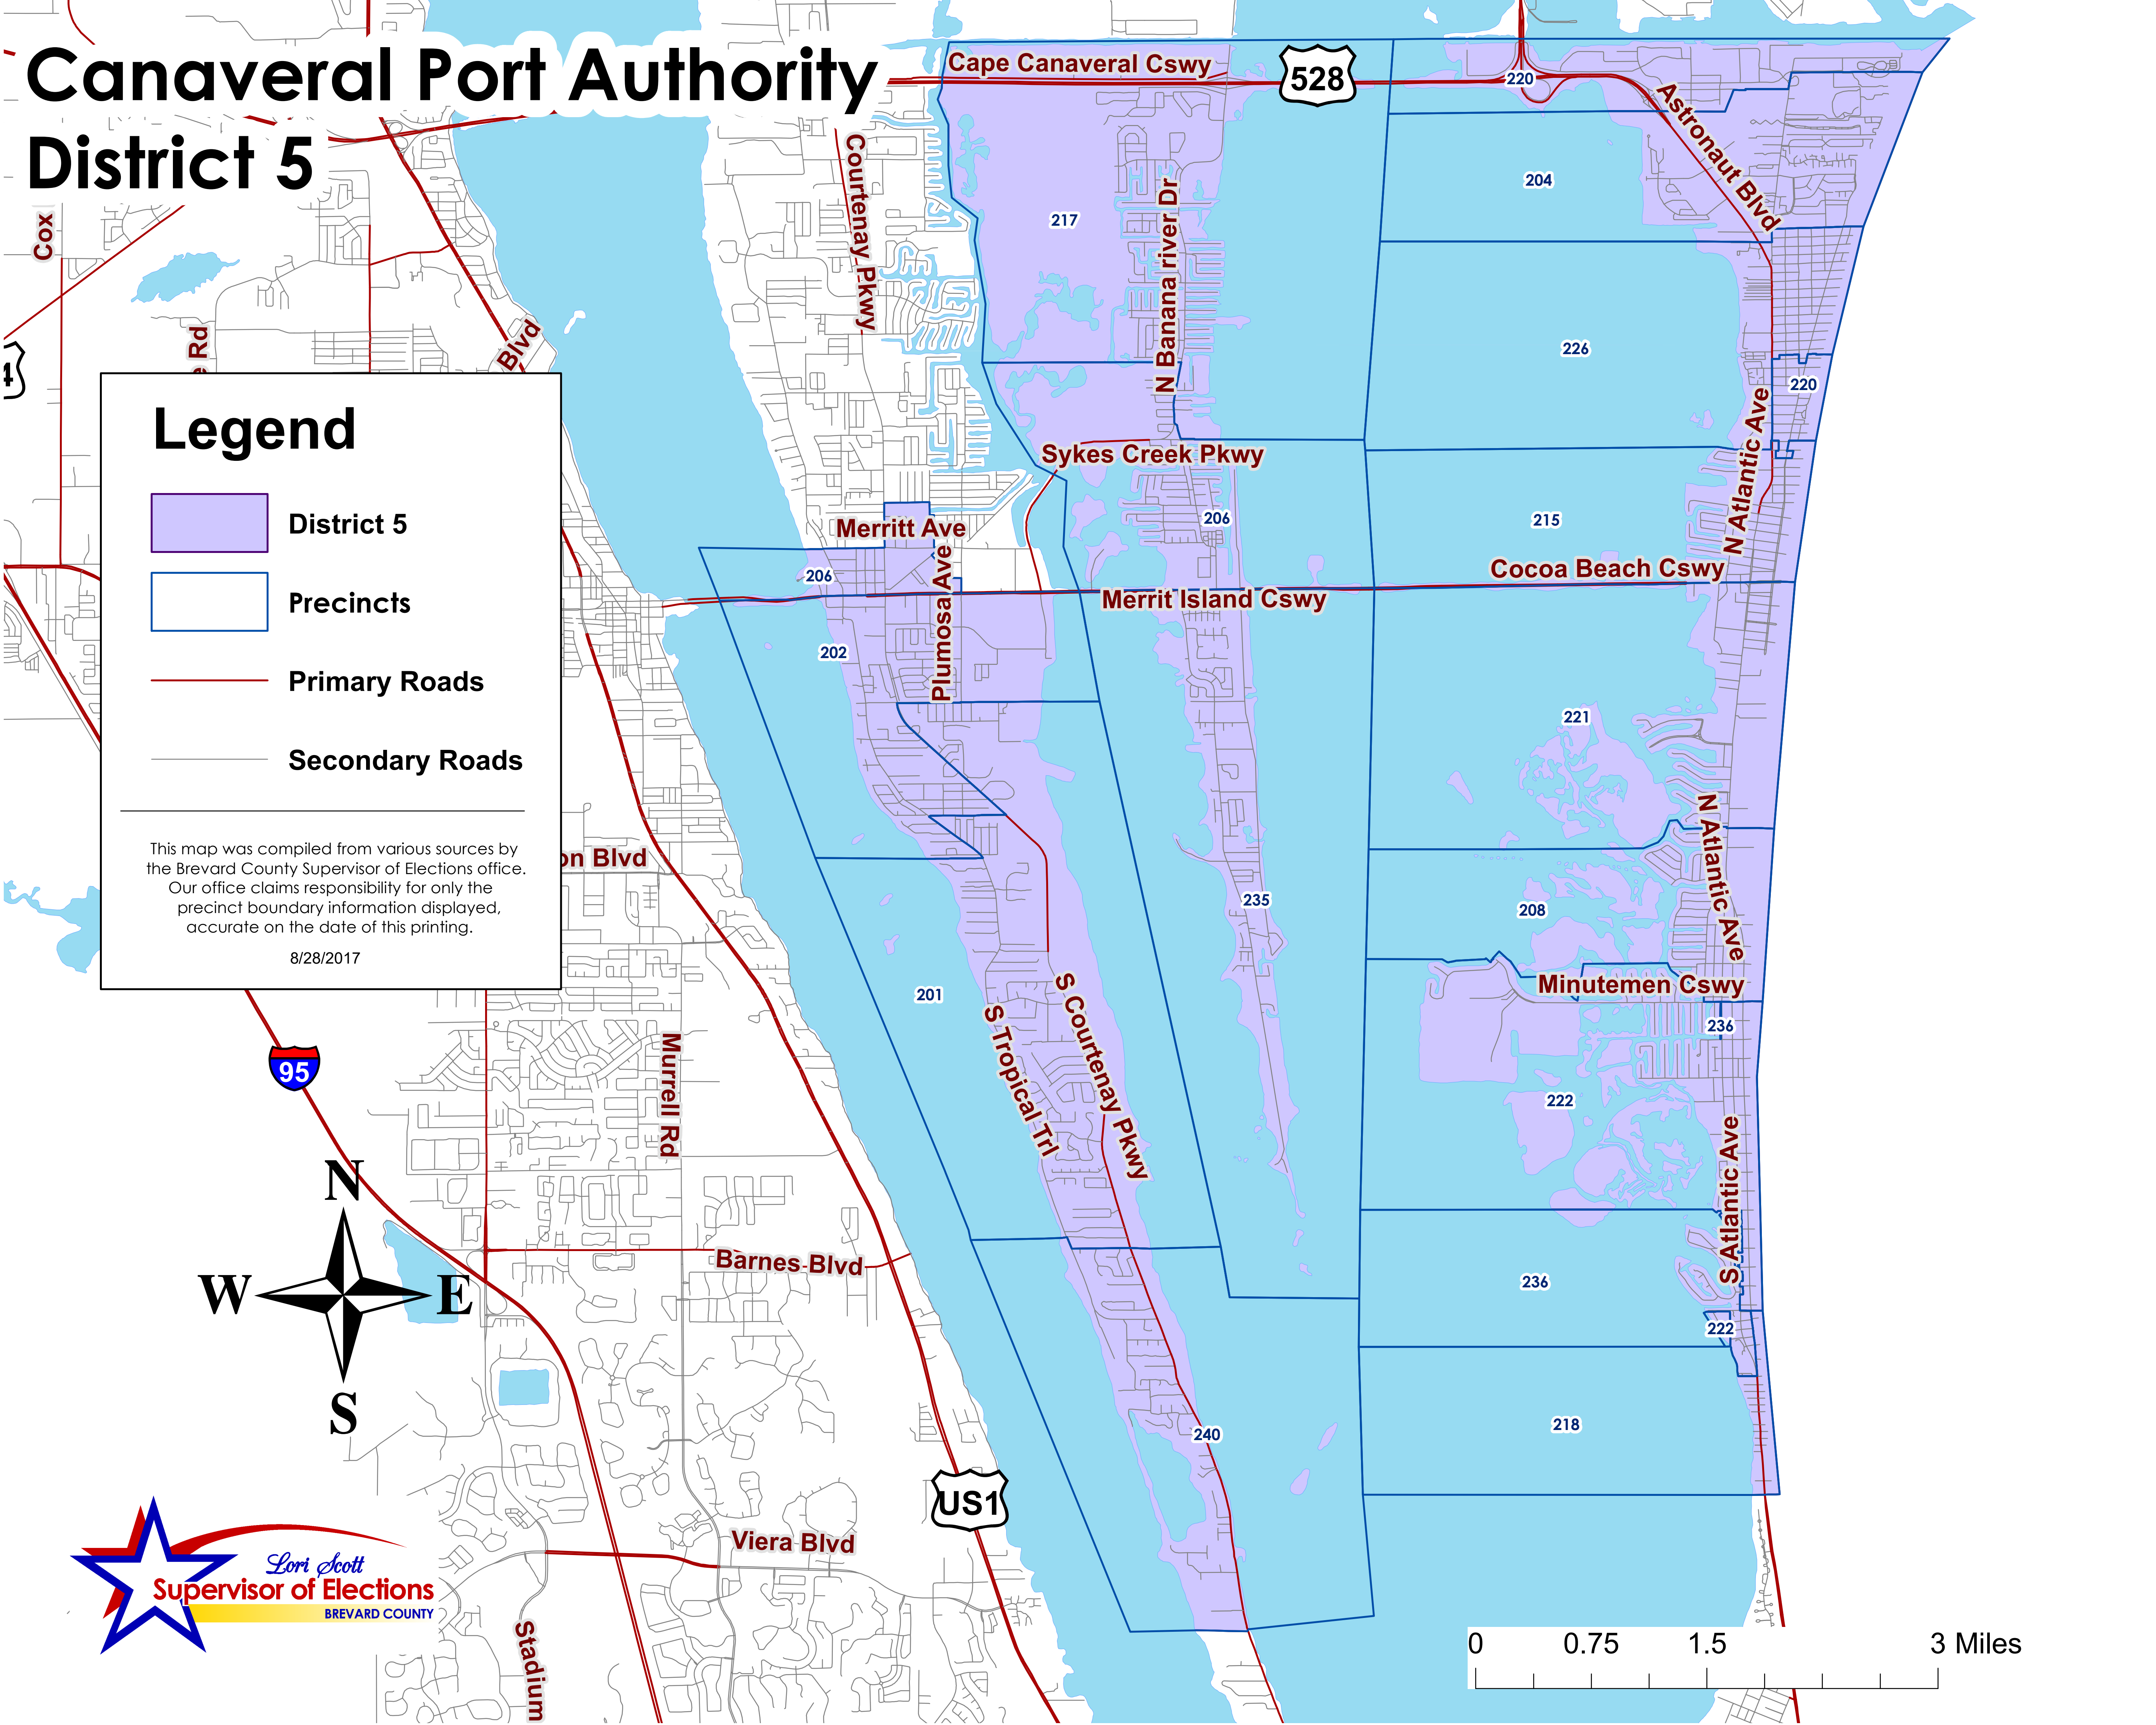 Canaveral Port Authority
District 5
Cape Canaveral Cswy
528
220
Astronaut Blvd
Courtenay Pkwy
204
Cox
217
N Banana river Dr
Rd
Blvd
4
226
220
N Atlantic Ave
Sykes Creek Pkwy
Merritt Ave
206
215
Plumosa Ave
206
Cocoa Beach Cswy
Merrit Island Cswy
202
221
N Atlantic Ave
on Blvd
235
208
201
Minutemen Cswy
S Courtenay Pkwy
S Tropical Trl
236
Murrell Rd
95
222
S Atlantic Ave
Barnes Blvd
236
222
240
218
US1
Viera Blvd
Stadium
Legend
District 5
Precincts
Primary Roads
Secondary Roads
This map was compiled from various sources by
the Brevard County Supervisor of Elections office.
Our office claims responsibility for only the
precinct boundary information displayed,
accurate on the date of this printing.
8/28/2017
N
W
E
S
Lori Scott
Supervisor of Elections
BREVARD COUNTY
0 0.75 1.5 3 Miles